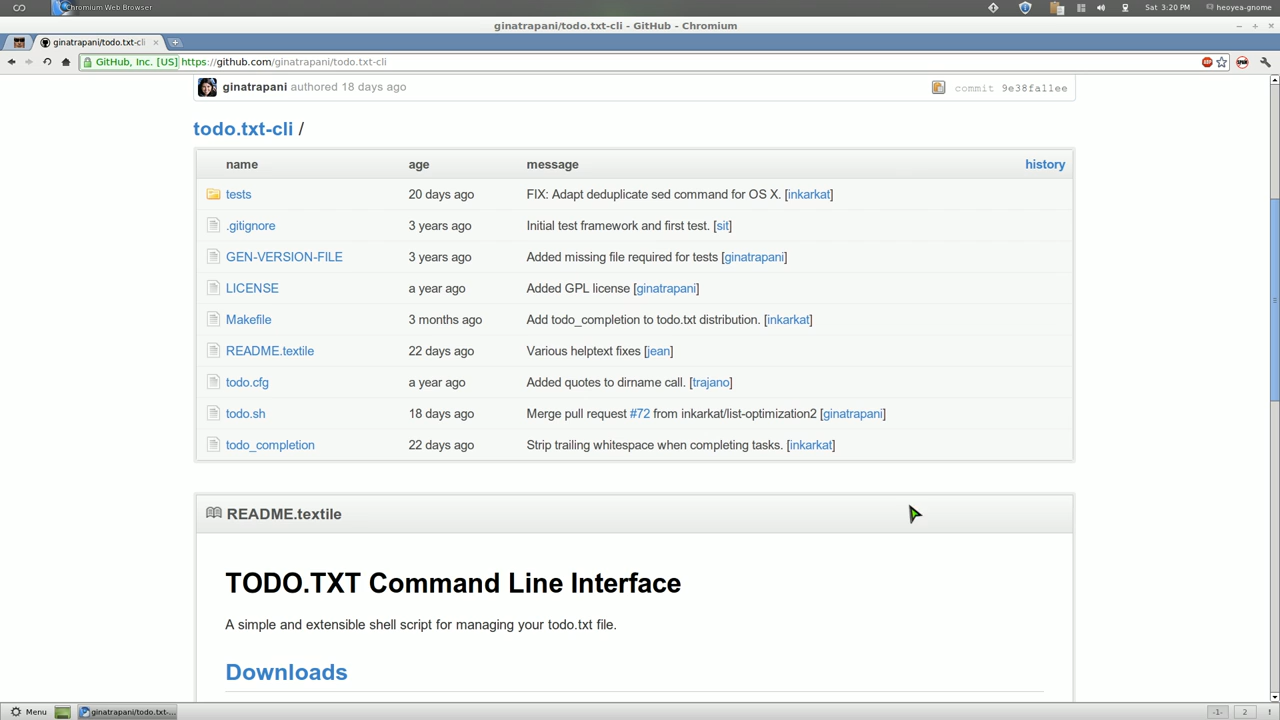 Chromium Web Browser
Sat 3:20 PM
heoyea-gnome
ginatrapani/todo.txt-cli - GitHub - Chromium
ginatrapani/todo.txt-cli
GitHub, Inc. [US] https://github.com/ginatrapani/todo.txt-cli
ginatrapani authored 18 days ago
commit 9e38fa11ee
todo.txt-cli /
name age message history
tests 20 days ago FIX: Adapt deduplicate sed command for OS X. [inkarkat]
.gitignore 3 years ago Initial test framework and first test. [sit]
GEN-VERSION-FILE 3 years ago Added missing file required for tests [ginatrapani]
LICENSE a year ago Added GPL license [ginatrapani]
Makefile 3 months ago Add todo_completion to todo.txt distribution. [inkarkat]
README.textile 22 days ago Various helptext fixes [jean]
todo.cfg a year ago Added quotes to dirname call. [trajano]
todo.sh 18 days ago Merge pull request #72 from inkarkat/list-optimization2 [ginatrapani]
todo_completion 22 days ago Strip trailing whitespace when completing tasks. [inkarkat]
README.textile
TODO.TXT Command Line Interface
A simple and extensible shell script for managing your todo.txt file.
Downloads
Menu
ginatrapani/todo.txt-...
-1-
2